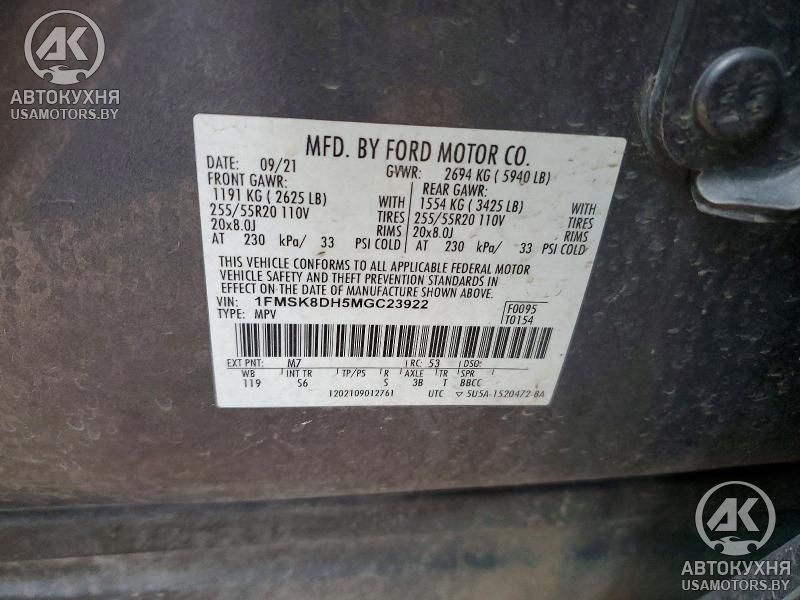 AK
АВТОКУХНЯ
USAMOTORS.BY
MFD. BY FORD MOTOR CO.
DATE: 09/21 GVWR: 2694 KG ( 5940 LB)
FRONT GAWR: REAR GAWR:
1191 KG ( 2625 LB) WITH 1554 KG ( 3425 LB) WITH
255/55R20 110V TIRES 255/55R20 110V TIRES
20x8.0J RIMS 20x8.0J RIMS
AT 230 kPa/ 33 PSI COLD AT 230 kPa/ 33 PSI COLD
THIS VEHICLE CONFORMS TO ALL APPLICABLE FEDERAL MOTOR
VEHICLE SAFETY AND THEFT PREVENTION STANDARDS IN
EFFECT ON THE DATE OF MANUFACTURE SHOWN ABOVE.
VIN: 1FMSK8DH5MGC23922 F0095
TYPE: MPV T0154
EXT PNT: M7 RC: 53 DSO:
WB INT TR TP/PS R AXLE TR SPR
119 S6 S 3B T BBCC
1202109012761 UTC ▽ 5U5A-1520472-BA
AK
АВТОКУХНЯ
USAMOTORS.BY